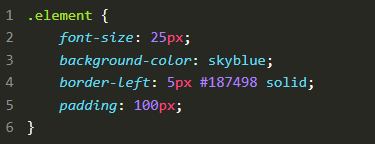 1 .element {
2 font-size: 25px;
3 background-color: skyblue;
4 border-left: 5px #187498 solid;
5 padding: 100px;
6 }